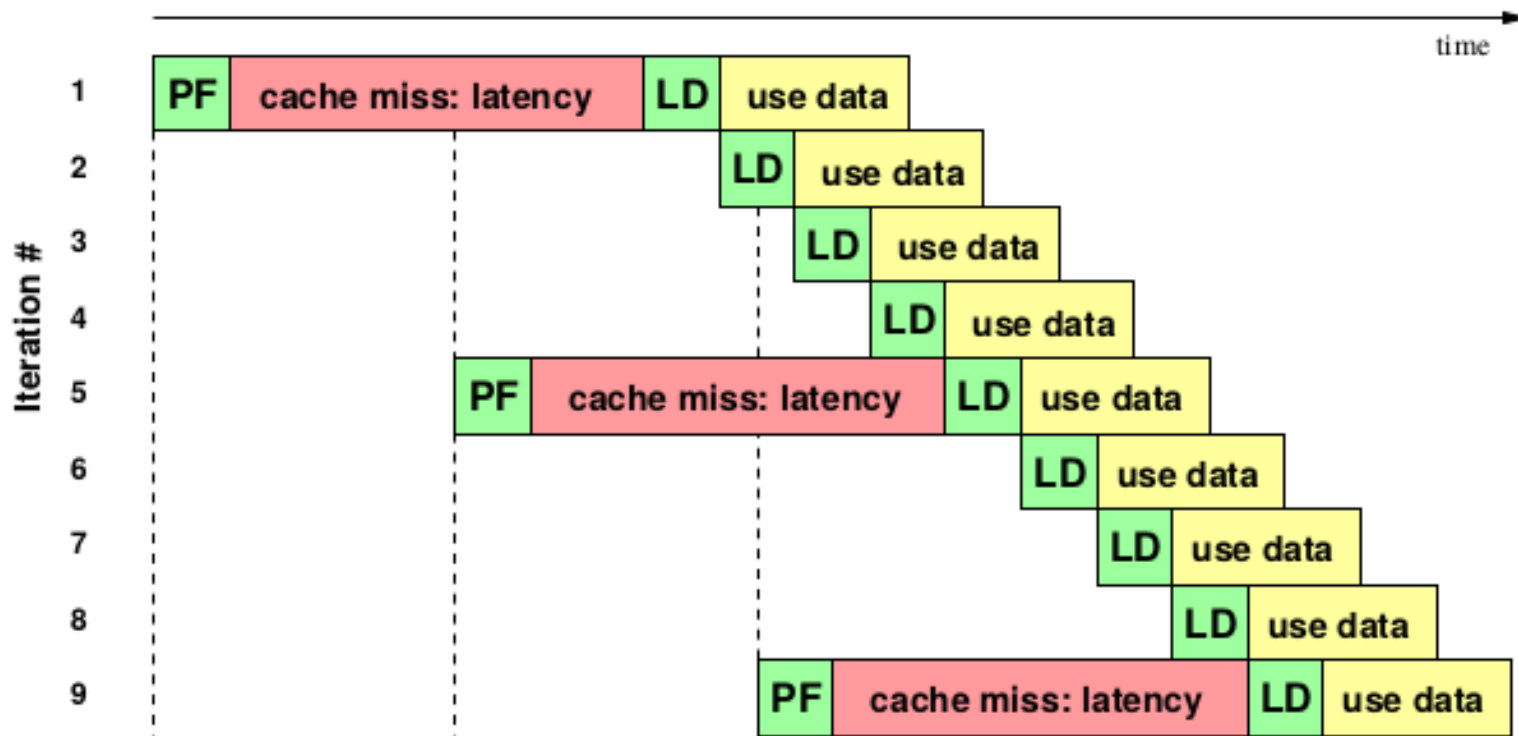 time
Iteration #
1 PF cache miss: latency LD use data
2 LD use data
3 LD use data
4 LD use data
5 PF cache miss: latency LD use data
6 LD use data
7 LD use data
8 LD use data
9 PF cache miss: latency LD use data